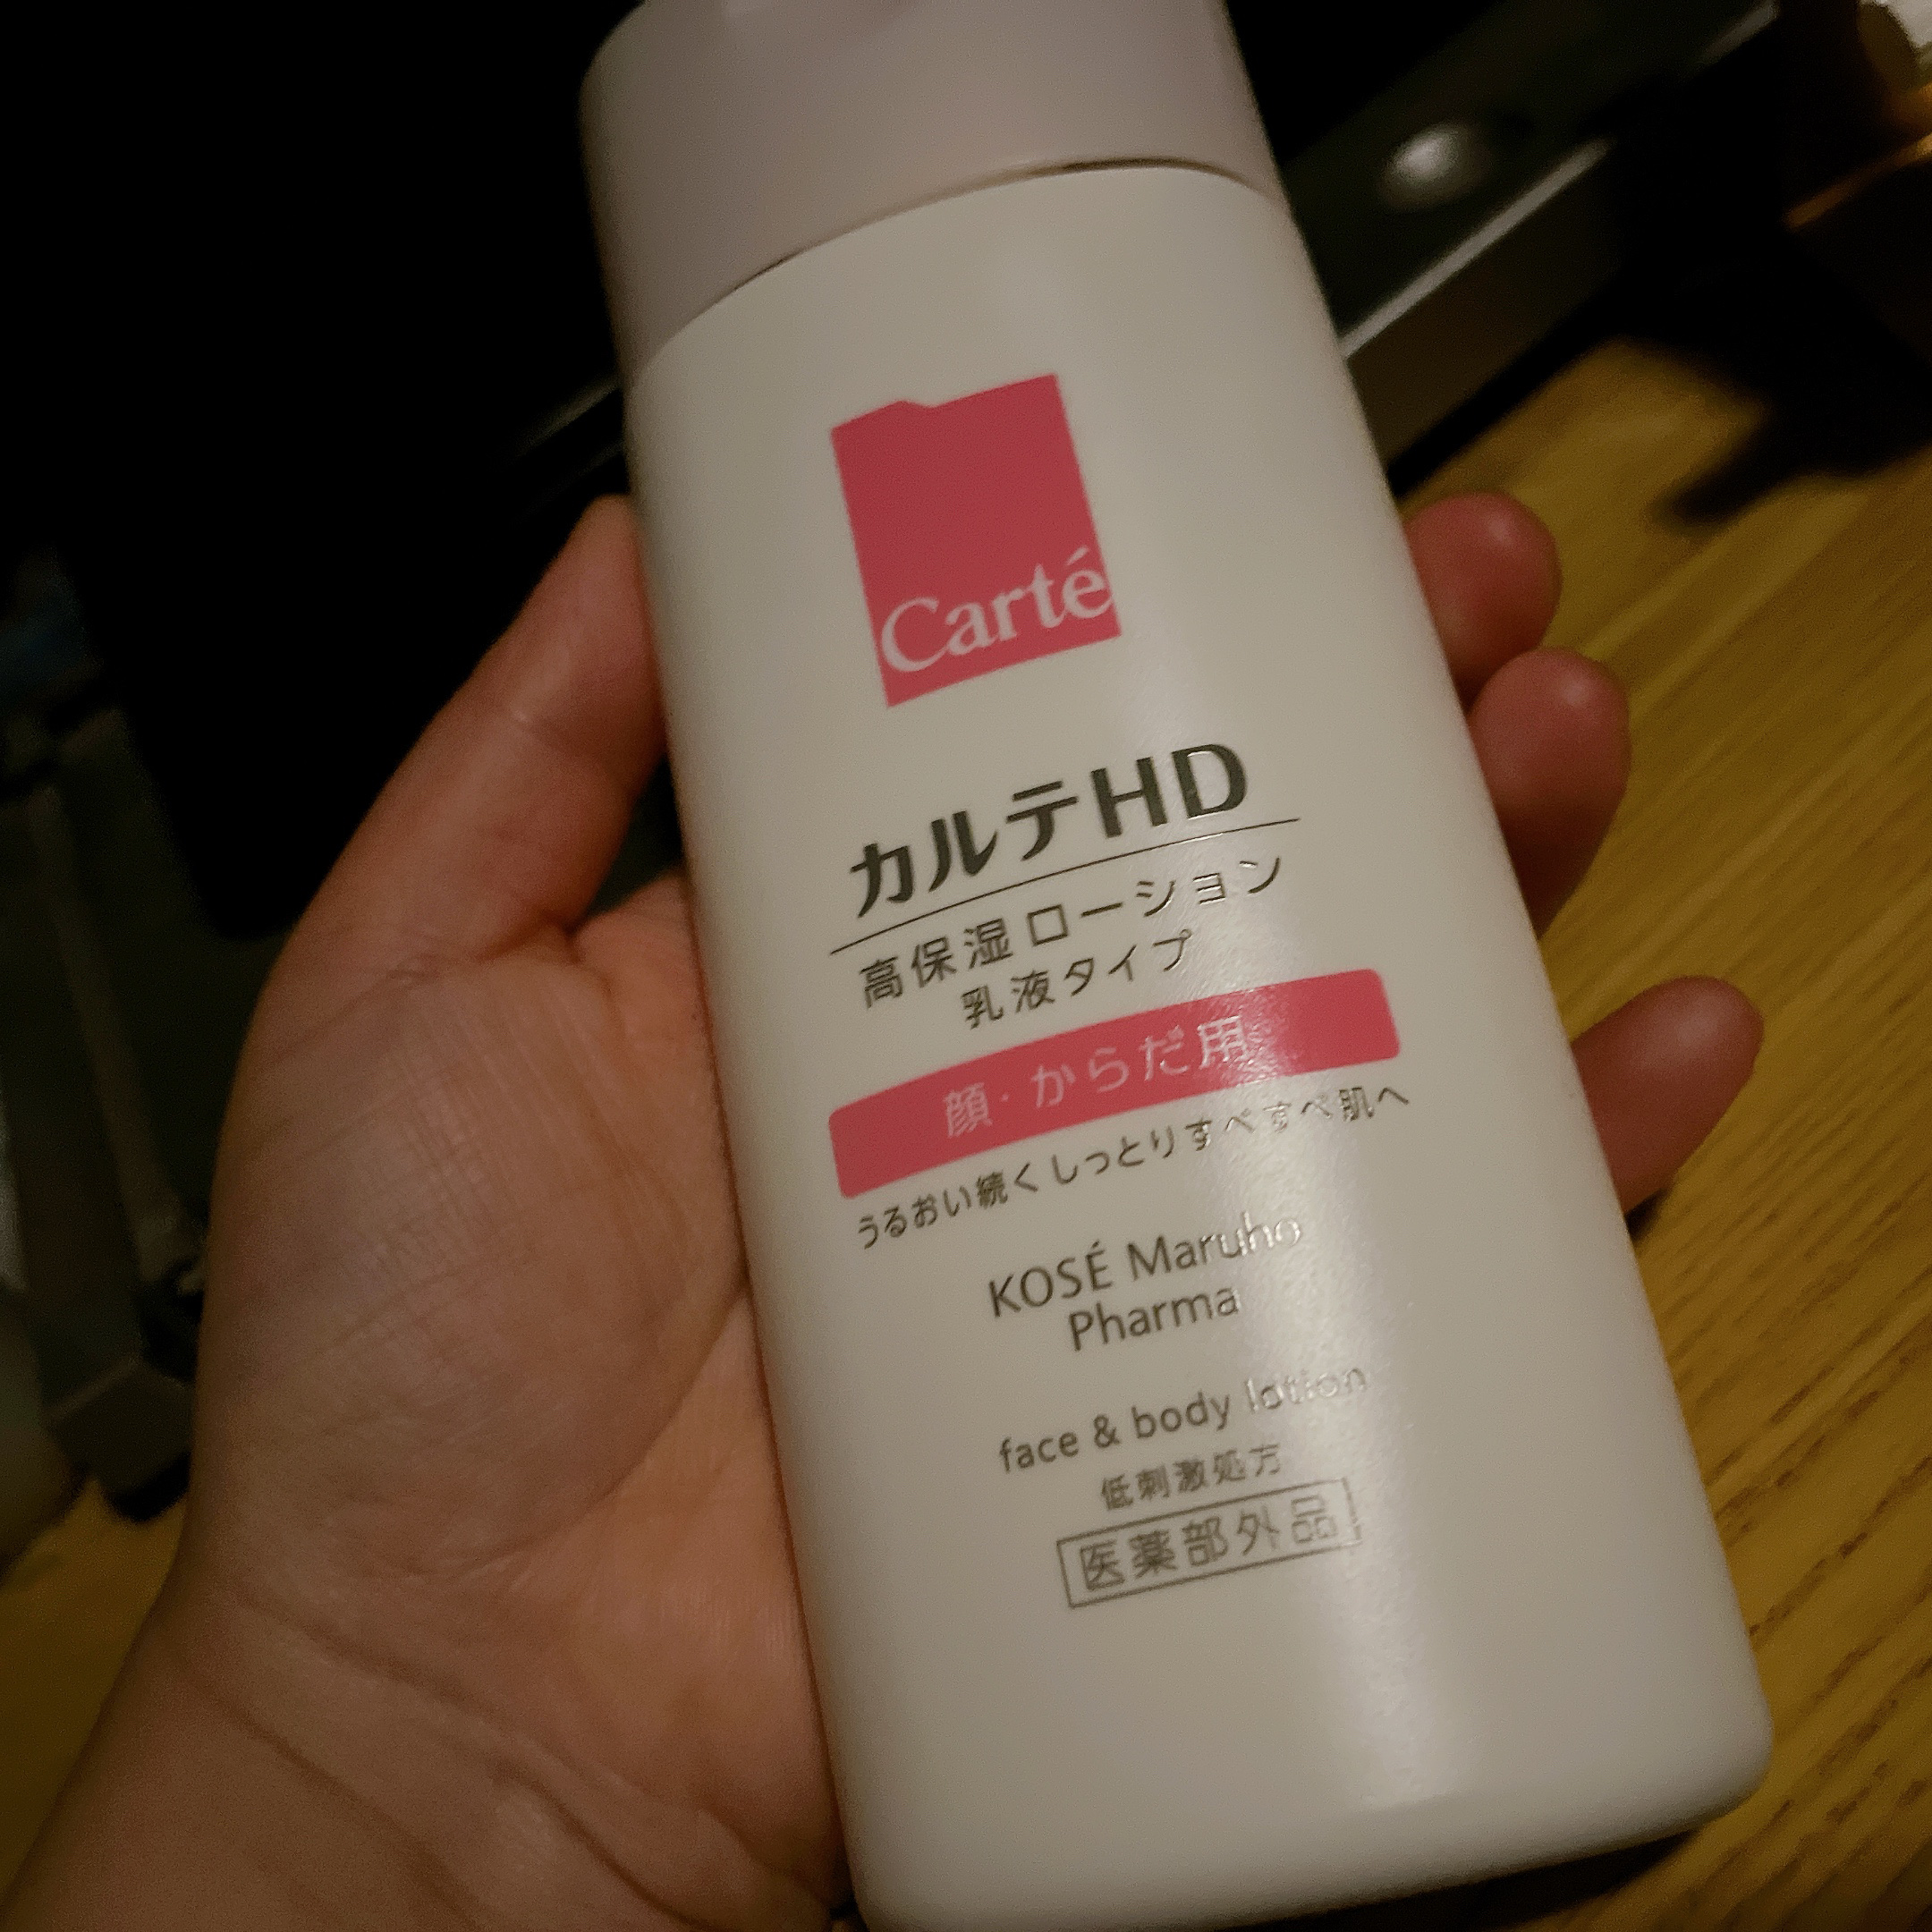 Carté
カルテHD
高保湿 ローション
乳液タイプ
顔・からだ用
うるおい続く しっとりすべすべ肌へ
KOSÉ Maruho
Pharma
face & body lotion
低刺激処方
医薬部外品